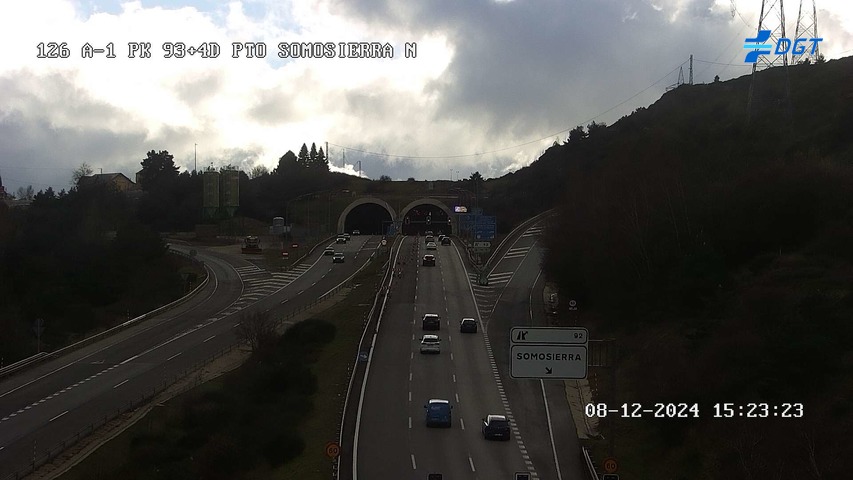 126 A-1 PK 93+4D PTO SOMOSIERRA N
DGT
92
SOMOSIERRA
08-12-2024 15:23:23